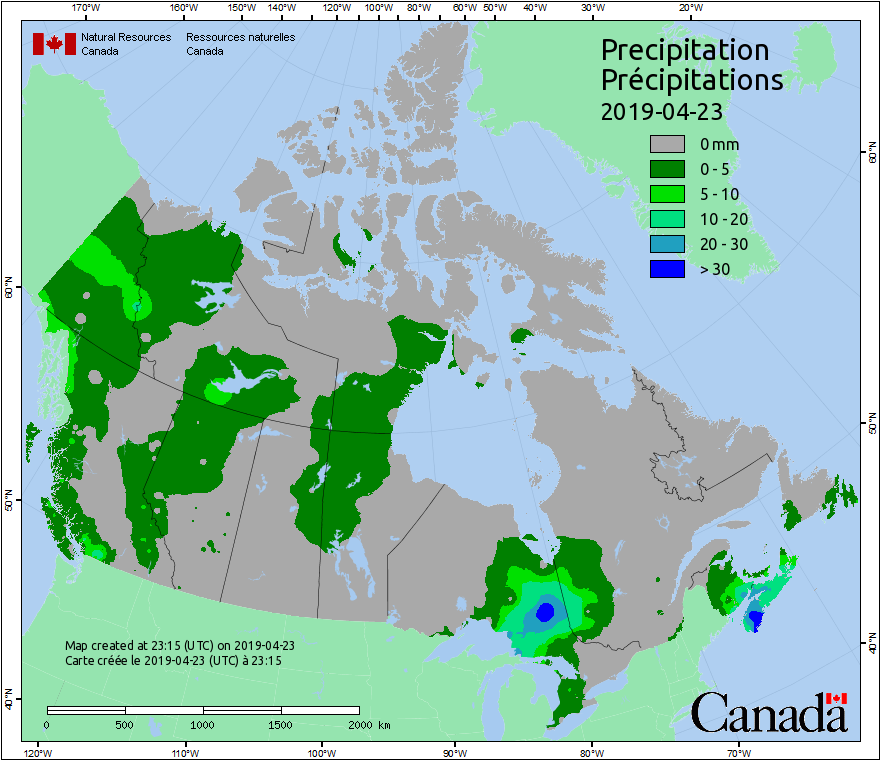 170°W 160°W 150°W 140°W 120°W 100°W 80°W 60°W 50°W 40°W 30°W 20°W
Natural Resources Ressources naturelles
Canada Canada
Precipitation
Précipitations
2019-04-23
0 mm
0 - 5
5 - 10
10 - 20
20 - 30
> 30
60°N
60°N
50°N
50°N
40°N
40°N
Map created at 23:15 (UTC) on 2019-04-23
Carte créée le 2019-04-23 (UTC) à 23:15
0 500 1000 1500 2000 km
Canada
120°W 110°W 100°W 90°W 80°W 70°W